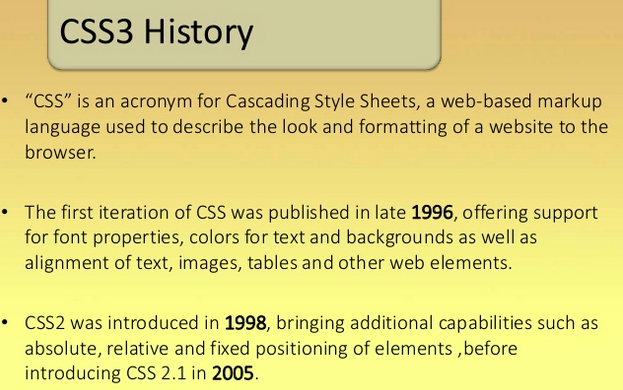 CSS3 History
• “CSS” is an acronym for Cascading Style Sheets, a web-based markup
language used to describe the look and formatting of a website to the
browser.
• The first iteration of CSS was published in late 1996, offering support
for font properties, colors for text and backgrounds as well as
alignment of text, images, tables and other web elements.
• CSS2 was introduced in 1998, bringing additional capabilities such as
absolute, relative and fixed positioning of elements ,before
introducing CSS 2.1 in 2005.